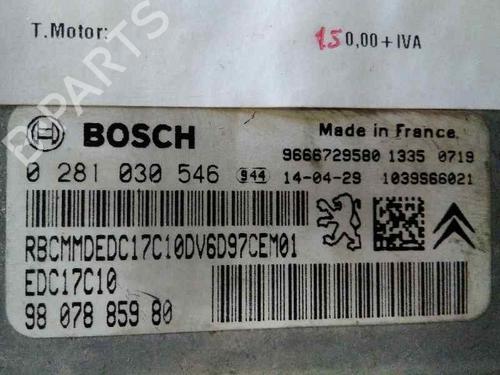 T.Motor:
150,00+IVA
B-PARTS
BOSCH
Made in France
9666729580 1335 0719
0 281 030 546 944 14-04-29 1039S66021
RBCMMDEDC17C10DV6D97CEM01
EDC17C10
98 078 859 80